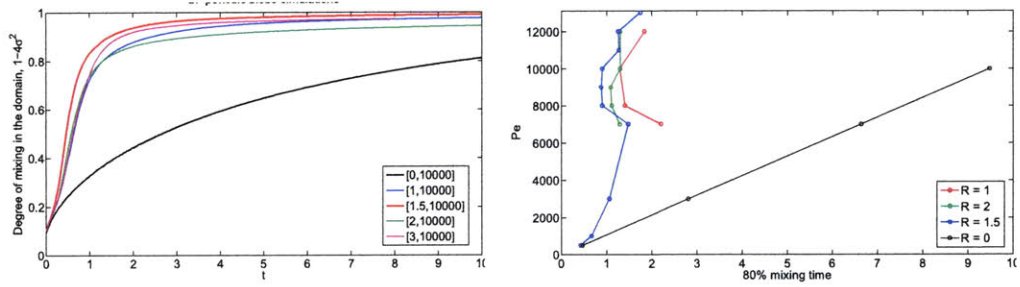 Degree of mixing in the domain, 1-4σ²
1
0.8
0.6
0.4
0.2
0
0 1 2 3 4 5 6 7 8 9 10
t
[0,10000]
[1,10000]
[1.5,10000]
[2,10000]
[3,10000]
Pe
12000
10000
8000
6000
4000
2000
0
0 1 2 3 4 5 6 7 8 9 10
80% mixing time
R = 1
R = 2
R = 1.5
R = 0